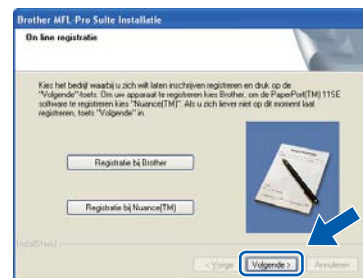 Brother MFL-Pro Suite Installatie
On line registratie
Kies het bedrijf waarbij u zich wilt laten inschrijven registreren en druk op de
"Volgende"-toets. Om uw apparaat te registreren kies Brother, om de PaperPort(TM) 11SE
software te registreren kies "Nuance(TM)". Als u zich liever niet op dit moment laat
registreren, toets "Volgende" in.
Registratie bij Brother
Registratie bij Nuance(TM)
InstallShield
< Vorige
Volgende >
Annuleren